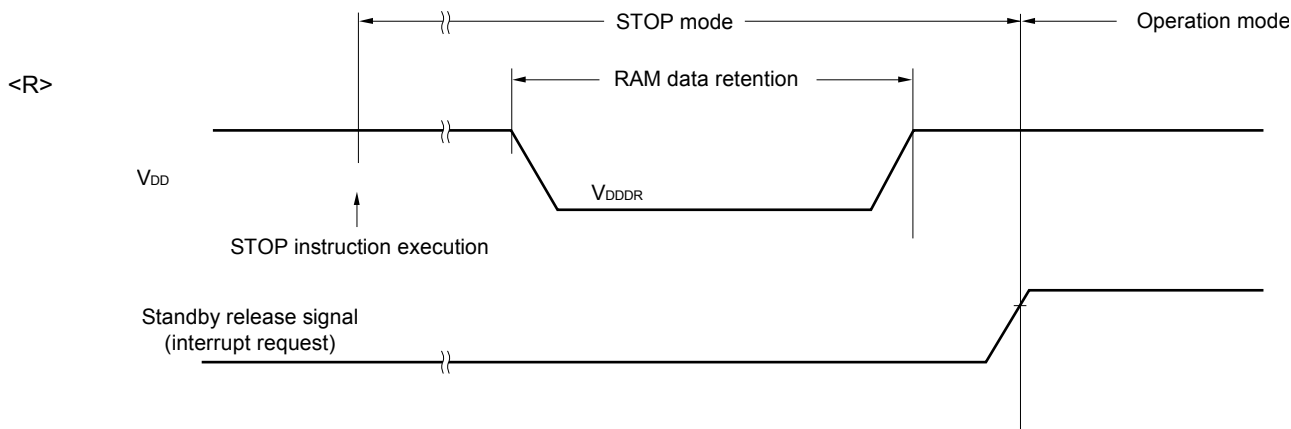 STOP mode
Operation mode
<R>
RAM data retention
VDD
VDDDR
STOP instruction execution
Standby release signal
(interrupt request)